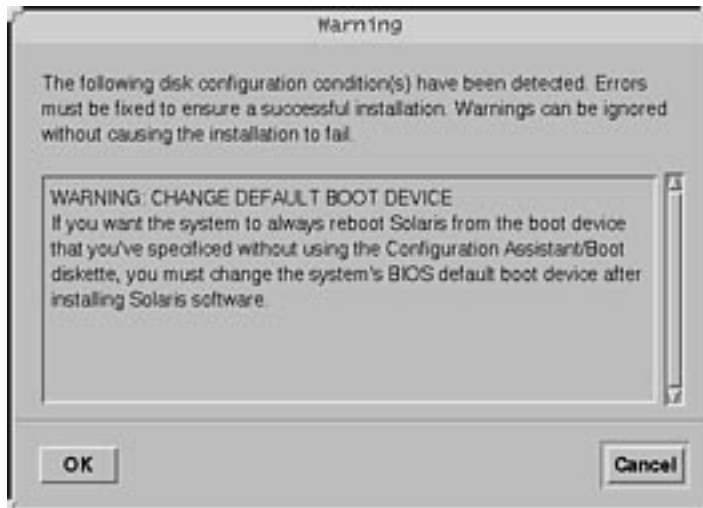 Warning
The following disk configuration condition(s) have been detected. Errors
must be fixed to ensure a successful installation. Warnings can be ignored
without causing the installation to fail.
WARNING: CHANGE DEFAULT BOOT DEVICE
If you want the system to always reboot Solaris from the boot device
that you've specificed without using the Configuration Assistant/Boot
diskette, you must change the system's BIOS default boot device after
installing Solaris software.
OK
Cancel